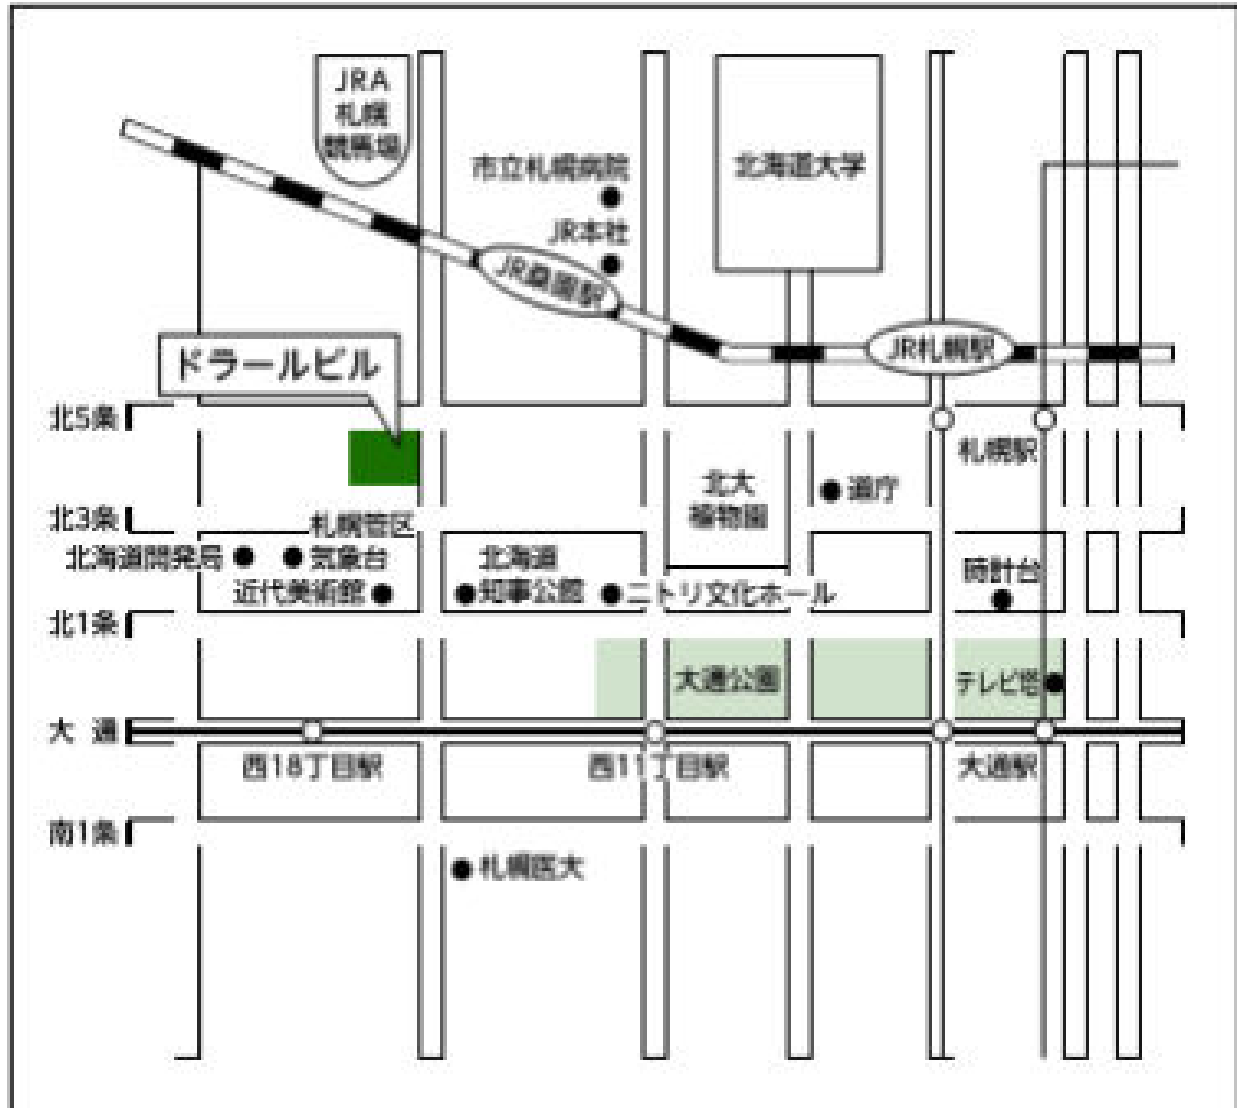 JRA
札幌
競馬場
市立札幌病院
北海道大学
JR本社
JR桑園駅
JR札幌駅
ドラールビル
北5条
札幌駅
北大
植物園
道庁
北3条
札幌管区
気象台
北海道開発局
北海道
知事公館
時計台
近代美術館
ニトリ文化ホール
北1条
大通公園
テレビ塔
大通
西18丁目駅
西11丁目駅
大通駅
南1条
札幌医大